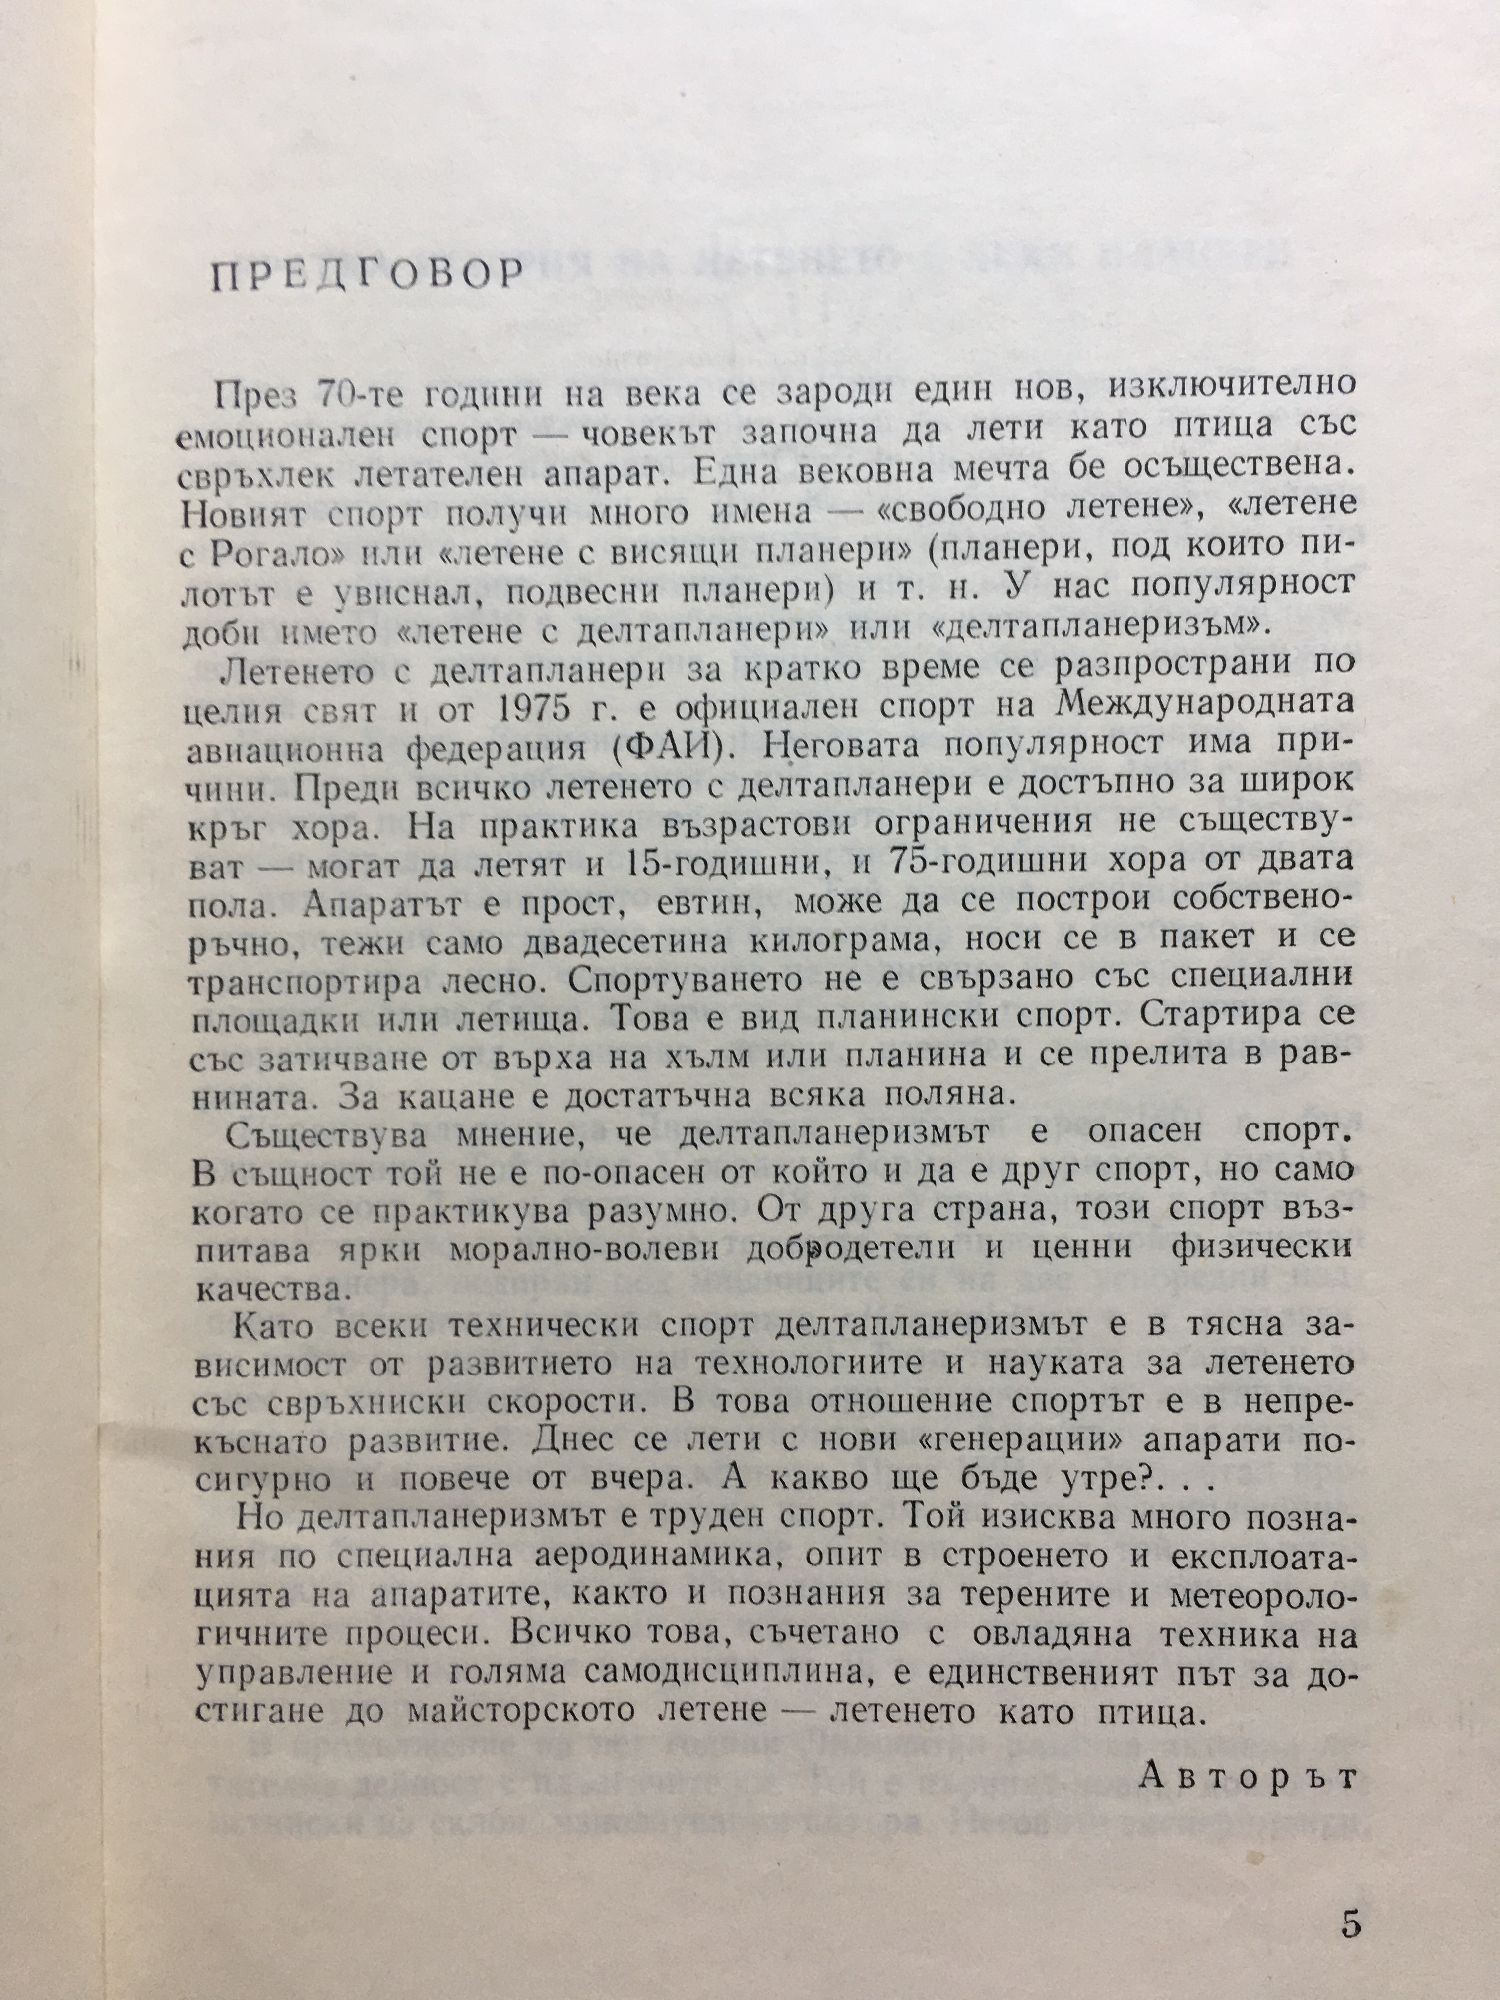 ПРЕДГОВОР
През 70-те години на века се зароди един нов, изключително
емоционален спорт — човекът започна да лети като птица със
свръхлек летателен апарат. Една вековна мечта бе осъществена.
Новият спорт получи много имена — «свободно летене», «летене
с Рогало» или «летене с висящи планери» (планери, под които пи-
лотът е увиснал, подвесни планери) и т. н. У нас популярност
доби името «летене с делтапланери» или «делтапланеризъм».
Летенето с делтапланери за кратко време се разпространи по
целия свят и от 1975 г. е официален спорт на Международната
авиационна федерация (ФАИ). Неговата популярност има при-
чини. Преди всичко летенето с делтапланери е достъпно за широк
кръг хора. На практика възрастови ограничения не съществу-
ват — могат да летят и 15-годишни, и 75-годишни хора от двата
пола. Апаратът е прост, евтин, може да се построи собствено-
ръчно, тежи само двадесетина килограма, носи се в пакет и се
транспортира лесно. Спортуването не е свързано със специални
площадки или летища. Това е вид планински спорт. Стартира се
със затичване от върха на хълм или планина и се прелита в рав-
нината. За кацане е достатъчна всяка поляна.
Съществува мнение, че делтапланеризмът е опасен спорт.
В същност той не е по-опасен от който и да е друг спорт, но само
когато се практикува разумно. От друга страна, този спорт въз-
питава ярки морално-волеви добродетели и ценни физически
качества.
Като всеки технически спорт делтапланеризмът е в тясна за-
висимост от развитието на технологиите и науката за летенето
със свръхниски скорости. В това отношение спортът е в непре-
къснато развитие. Днес се лети с нови «генерации» апарати по-
сигурно и повече от вчера. А какво ще бъде утре?. . .
Но делтапланеризмът е труден спорт. Той изисква много позна-
ния по специална аеродинамика, опит в строенето и експлоата-
цията на апаратите, както и познания за терените и метеороло-
гичните процеси. Всичко това, съчетано с овладяна техника на
управление и голяма самодисциплина, е единственият път за до-
стигане до майсторското летене — летенето като птица.
Авторът
5